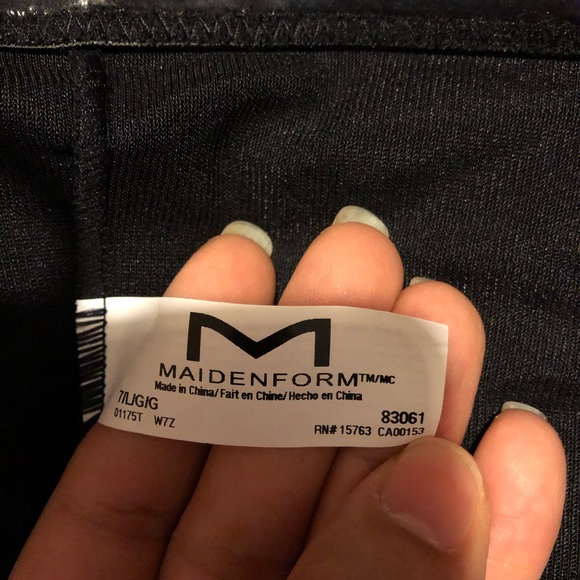 M
MAIDENFORM™/MC
Made in China/ Fait en Chine/ Hecho en China
7/L/G/G
01175T W7Z
83061
RN# 15763 CA00153